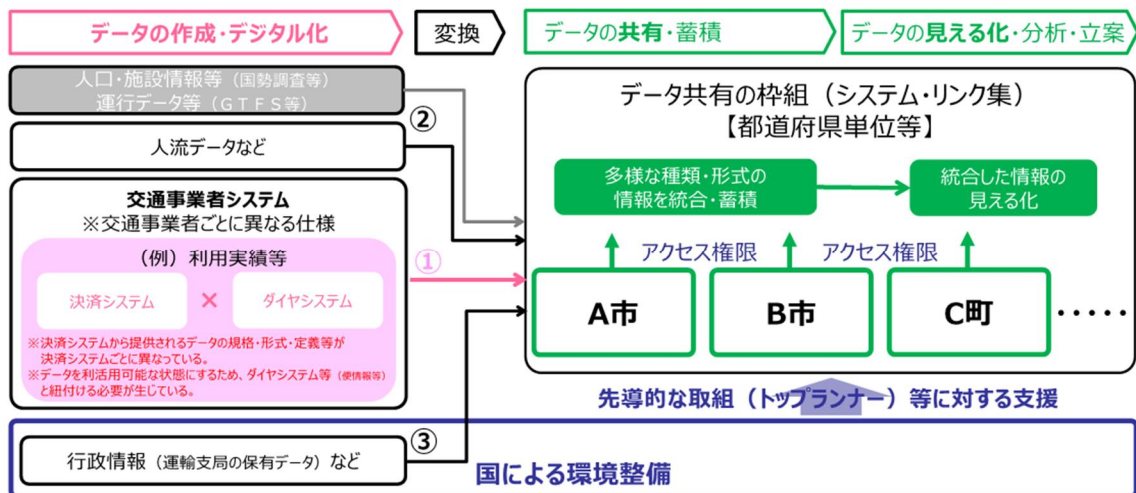 データの作成・デジタル化
変換
データの共有・蓄積
データの見える化・分析・立案
人口・施設情報等（国勢調査等）
運行データ等（ＧＴＦＳ等）
②
人流データなど
交通事業者システム
※交通事業者ごとに異なる仕様
（例）利用実績等
①
決済システム
×
ダイヤシステム
※決済システムから提供されるデータの規格・形式・定義等が
決済システムごとに異なっている。
※データを利活用可能な状態にするため、ダイヤシステム等（便情報等）
と紐付ける必要が生じている。
データ共有の枠組（システム・リンク集）
【都道府県単位等】
多様な種類・形式の
情報を統合・蓄積
統合した情報の
見える化
アクセス権限
アクセス権限
A市
B市
C町
・・・・・
先導的な取組（トップランナー）等に対する支援
③
行政情報（運輸支局の保有データ）など
国による環境整備